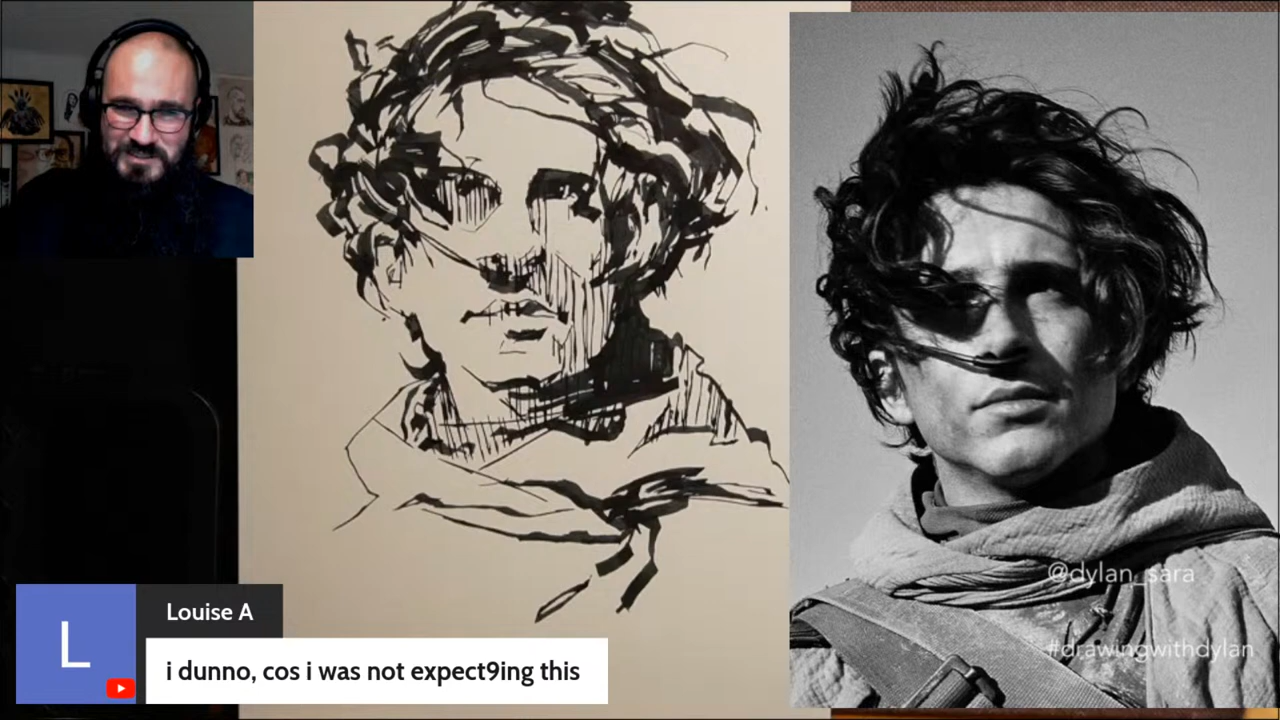 @dylan_sara
#drawingwithdylan
L
Louise A
i dunno, cos i was not expect9ing this